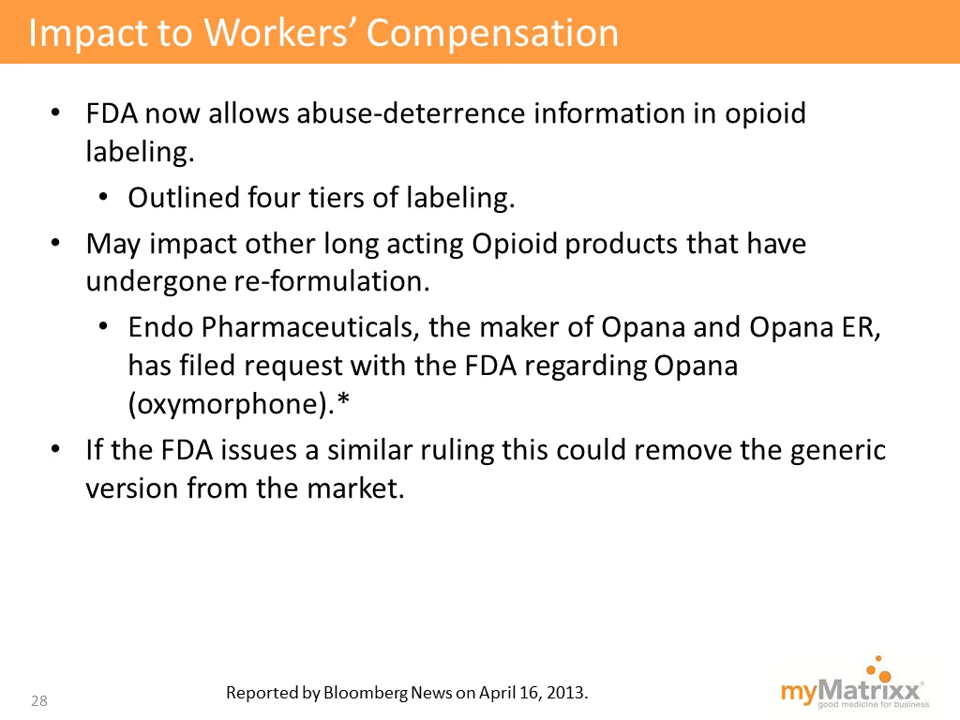 Impact to Workers' Compensation
• FDA now allows abuse-deterrence information in opioid
labeling.
• Outlined four tiers of labeling.
• May impact other long acting Opioid products that have
undergone re-formulation.
• Endo Pharmaceuticals, the maker of Opana and Opana ER,
has filed request with the FDA regarding Opana
(oxymorphone).*
• If the FDA issues a similar ruling this could remove the generic
version from the market.
28
Reported by Bloomberg News on April 16, 2013.
myMatrixx®
good medicine for business